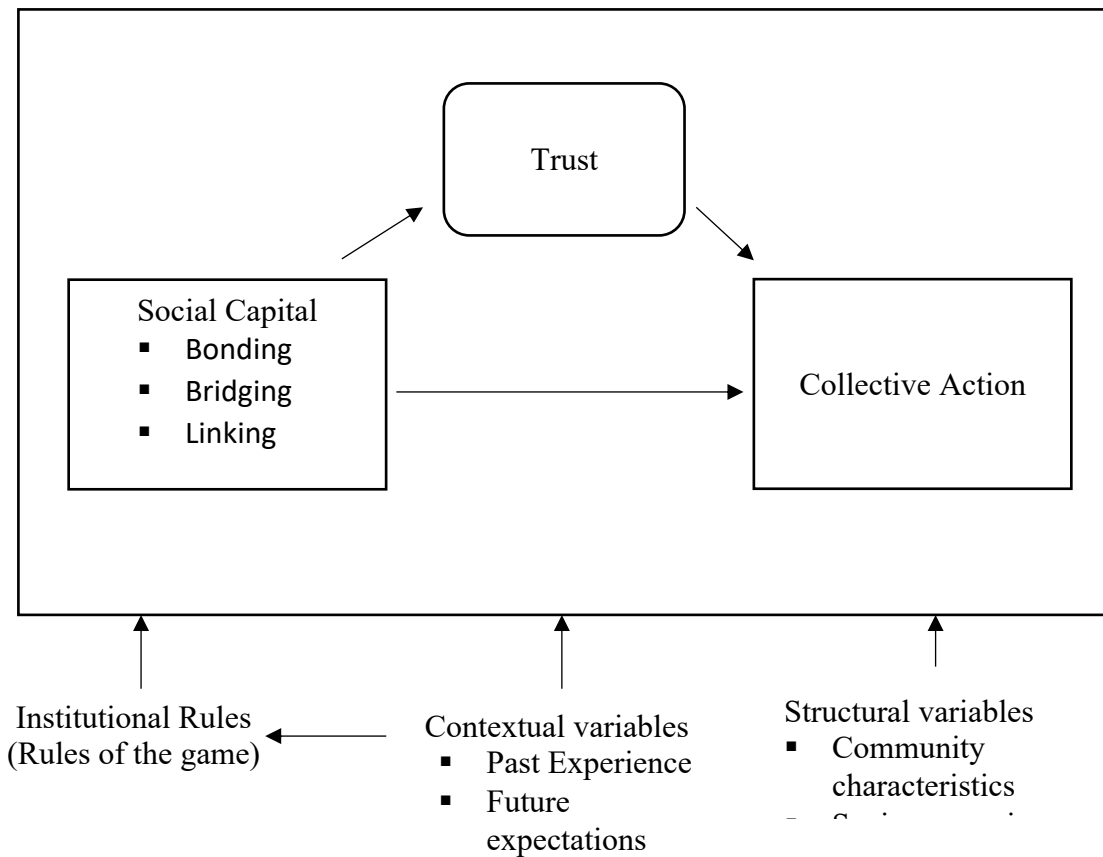 Trust
Social Capital
▪ Bonding
▪ Bridging
▪ Linking
Collective Action
Institutional Rules
(Rules of the game)
Contextual variables
▪ Past Experience
▪ Future
expectations
Structural variables
▪ Community
characteristics